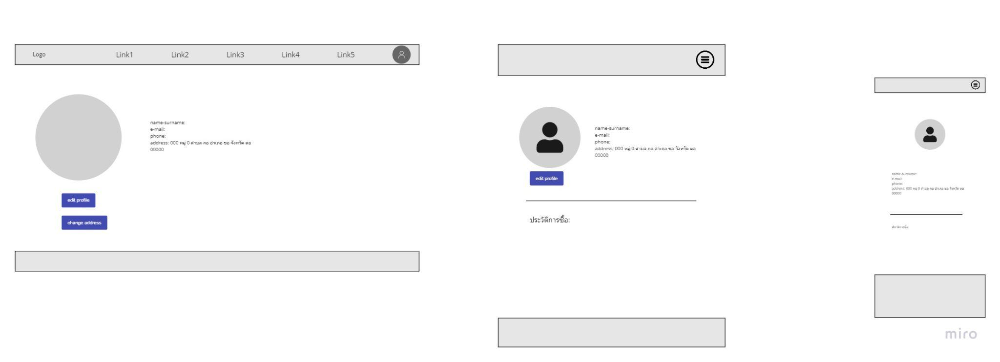 Logo
Link1
Link2
Link3
Link4
Link5
name-surname:
e-mail:
phone:
address: 000 หมู่ 0 ตำบล กอ อำเภอ ขอ จังหวัด ตอ
00000
edit profile
change address
name-surname:
e-mail:
phone:
address: 000 หมู่ 0 ตำบล กอ อำเภอ ขอ จังหวัด ตอ
00000
edit profile
ประวัติการซื้อ:
name-surname:
e-mail:
phone:
address: 000 หมู่ 0 ตำบล กอ อำเภอ ขอ จังหวัด ตอ
00000
ประวัติการซื้อ:
miro